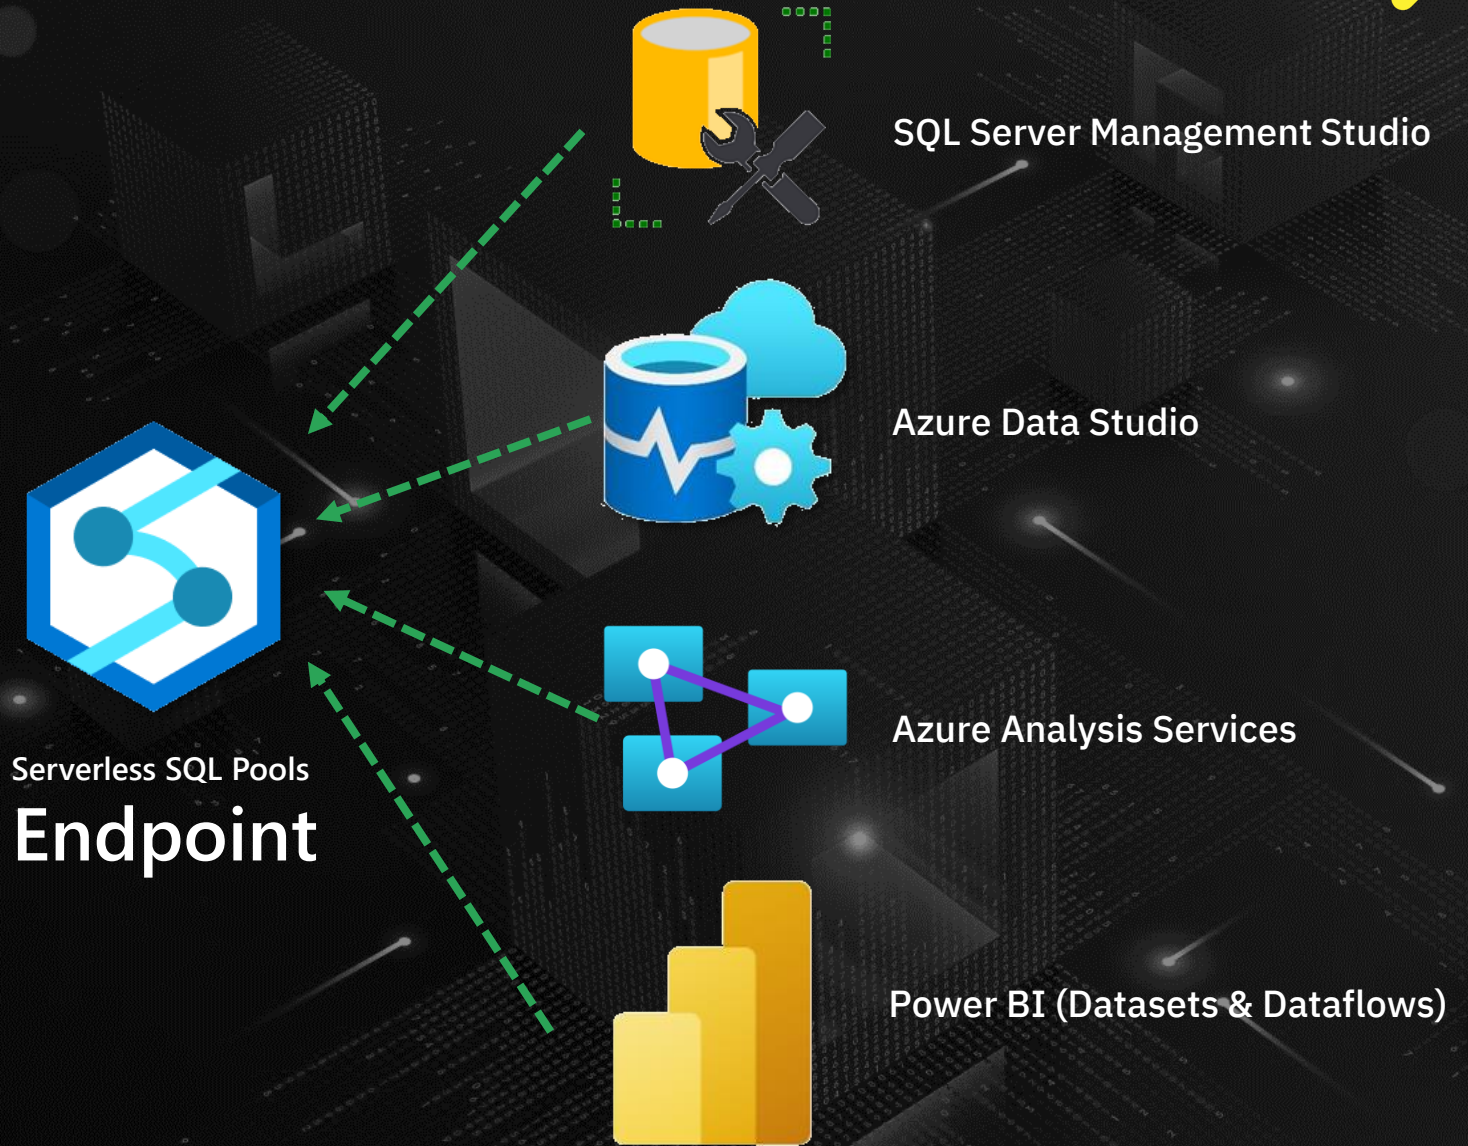 SQL Server Management Studio
Azure Data Studio
Serverless SQL Pools
Endpoint
Azure Analysis Services
Power BI (Datasets & Dataflows)